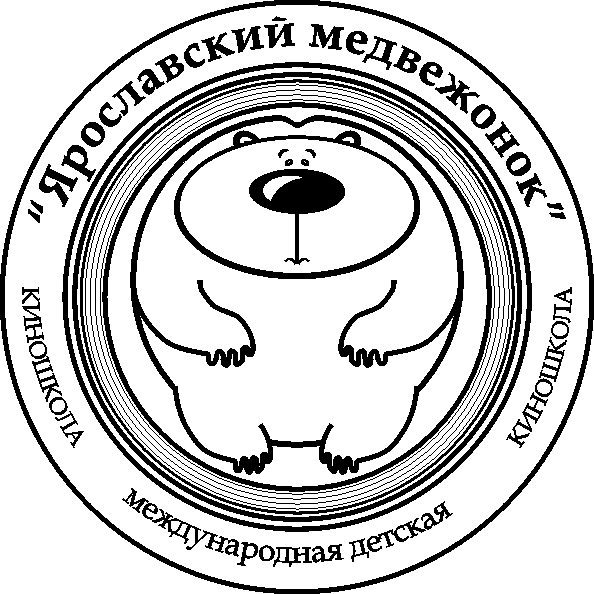 “Ярославский медвежонок”
киношкола
международная детская
киношкола